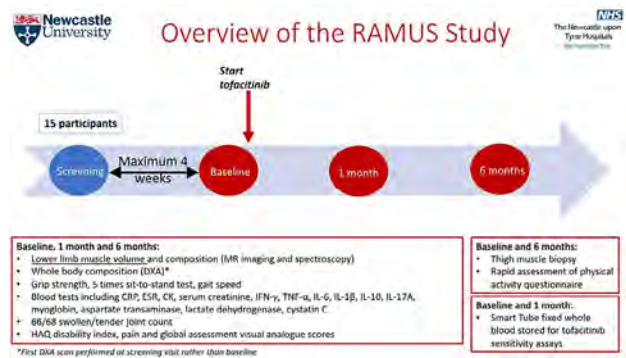 Newcastle
University
Overview of the RAMUS Study
NHS
The Newcastle upon
Tyne Hospitals
NHS Foundation Trust
Start
tofacitinib
15 participants
Screening
Maximum 4
weeks
Baseline
1 month
6 months
Baseline, 1 month and 6 months:
• Lower limb muscle volume and composition (MR imaging and spectroscopy)
• Whole body composition (DXA)*
• Grip strength, 5 times sit-to-stand test, gait speed
• Blood tests including CRP, ESR, CK, serum creatinine, IFN-γ, TNF-α, IL-6, IL-1β, IL-10, IL-17A,
myoglobin, aspartate transaminase, lactate dehydrogenase, cystatin C
• 66/68 swollen/tender joint count
• HAQ disability index, pain and global assessment visual analogue scores
*First DXA scan performed at screening visit rather than baseline
Baseline and 6 months:
• Thigh muscle biopsy
• Rapid assessment of physical
activity questionnaire
Baseline and 1 month:
• Smart Tube fixed whole
blood stored for tofacitinib
sensitivity assays